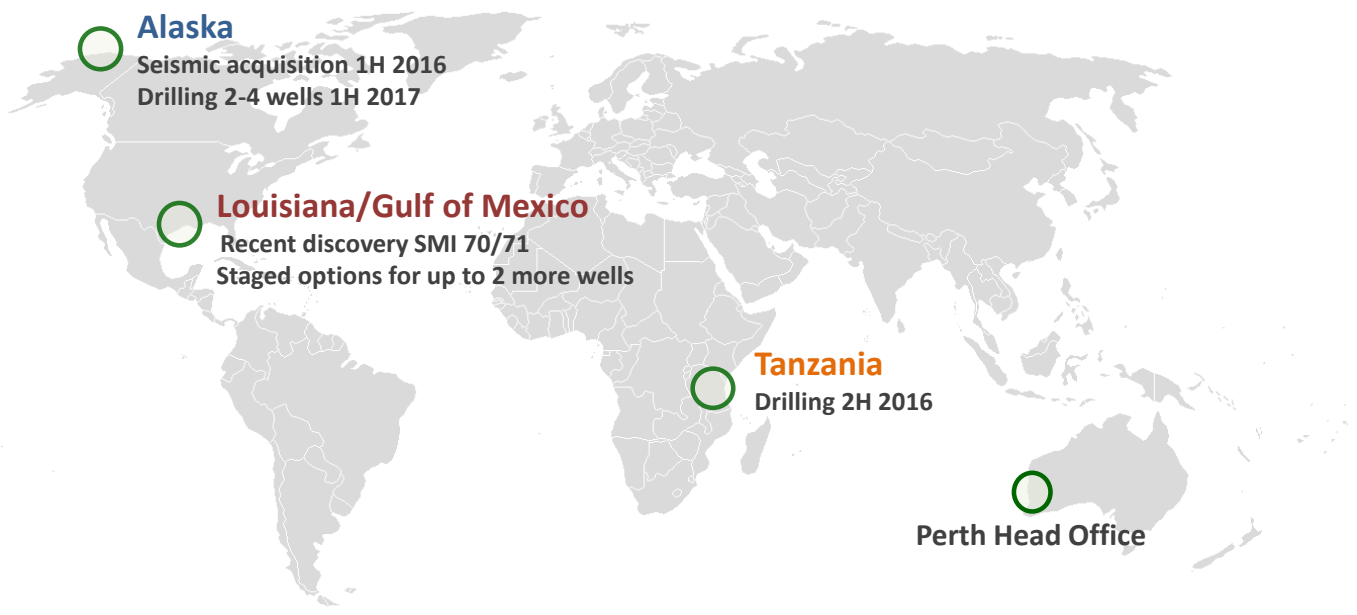 Alaska
Seismic acquisition 1H 2016
Drilling 2-4 wells 1H 2017
Louisiana/Gulf of Mexico
Recent discovery SMI 70/71
Staged options for up to 2 more wells
Tanzania
Drilling 2H 2016
Perth Head Office